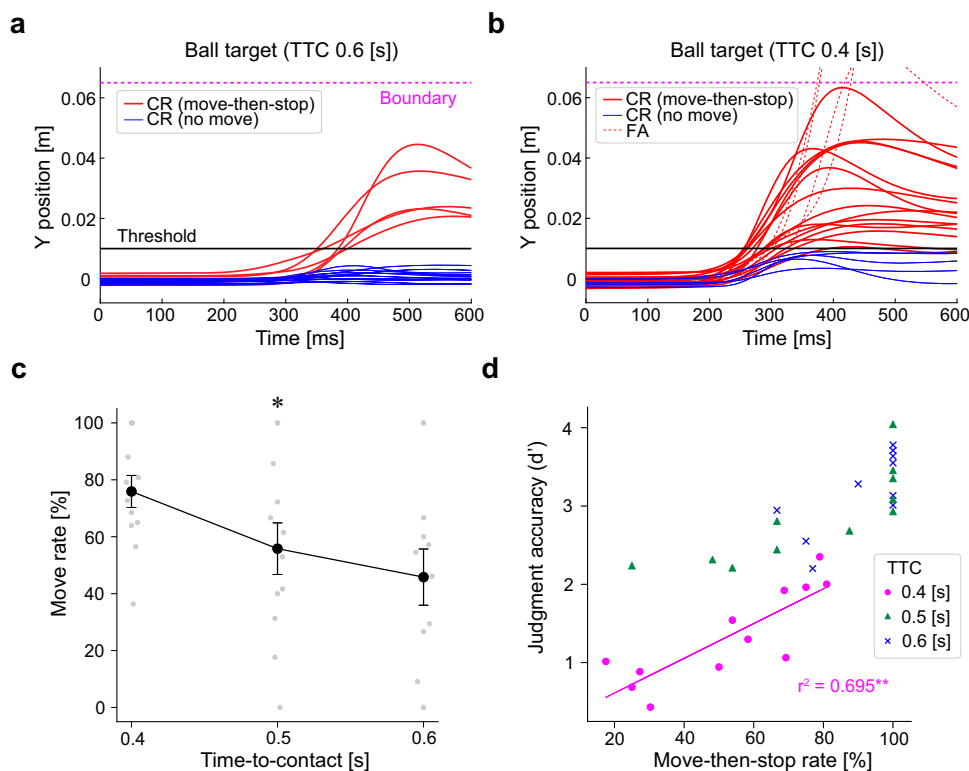 a
Ball target (TTC 0.6 [s])
Y position [m]
0.06
0.04
0.02
0
Boundary
CR (move-then-stop)
CR (no move)
Threshold
0 100 200 300 400 500 600
Time [ms]
b
Ball target (TTC 0.4 [s])
Y position [m]
0.06
0.04
0.02
0
CR (move-then-stop)
CR (no move)
FA
0 100 200 300 400 500 600
Time [ms]
c
Move rate [%]
100
80
60
40
20
0
*
0.4 0.5 0.6
Time-to-contact [s]
d
Judgment accuracy (d’)
4
3
2
1
TTC
0.4 [s]
0.5 [s]
0.6 [s]
r² = 0.695**
20 40 60 80 100
Move-then-stop rate [%]